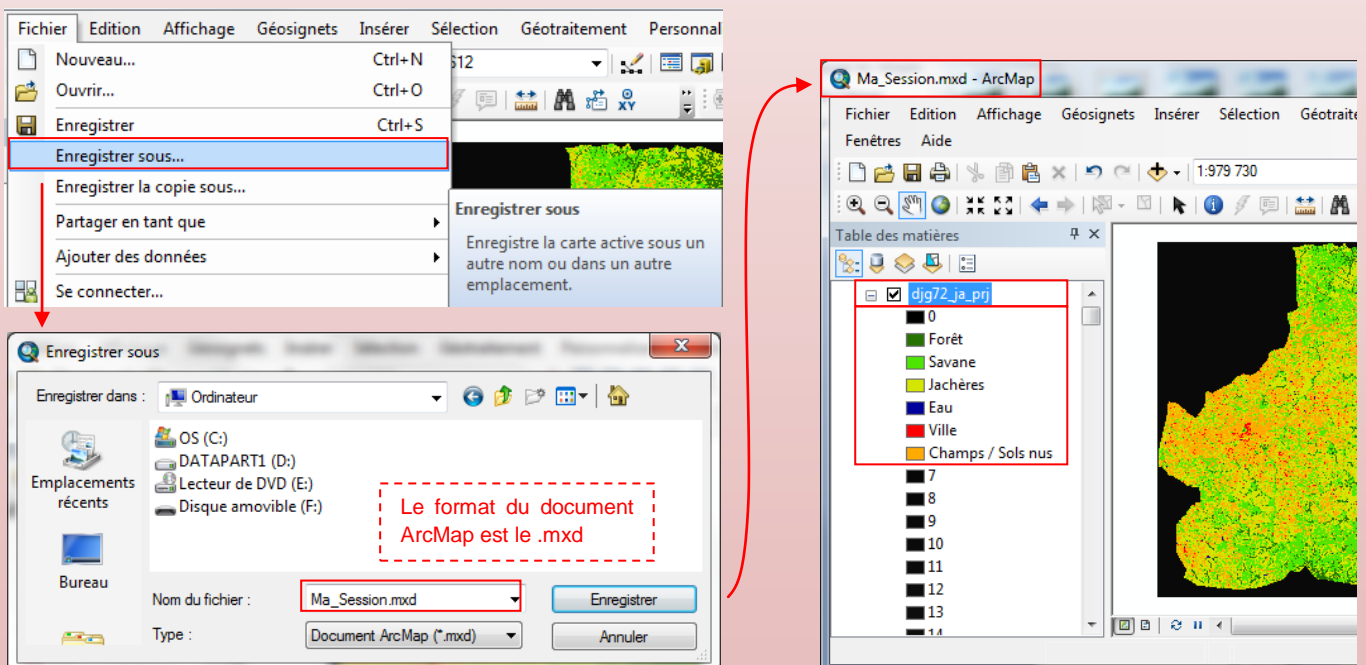 Fichier Edition Affichage Géosignets Insérer Sélection Géotraitement Personnal
Nouveau... Ctrl+N
Ouvrir... Ctrl+O
Enregistrer Ctrl+S
Enregistrer sous...
Enregistrer la copie sous...
Partager en tant que
Ajouter des données
Se connecter...
612
XY
Enregistrer sous
Enregistre la carte active sous un
autre nom ou dans un autre
emplacement.
Enregistrer sous
Enregistrer dans : Ordinateur
Emplacements
récents
Bureau
OS (C:)
DATAPART1 (D:)
Lecteur de DVD (E:)
Disque amovible (F:)
Le format du document
ArcMap est le .mxd
Nom du fichier : Ma_Session.mxd Enregistrer
Type : Document ArcMap (*.mxd) Annuler
Ma_Session.mxd - ArcMap
Fichier Edition Affichage Géosignets Insérer Sélection Géotraite
Fenêtres Aide
1:979 730
Table des matières
djg72_ja_prj
0
Forêt
Savane
Jachères
Eau
Ville
Champs / Sols nus
7
8
9
10
11
12
13
14